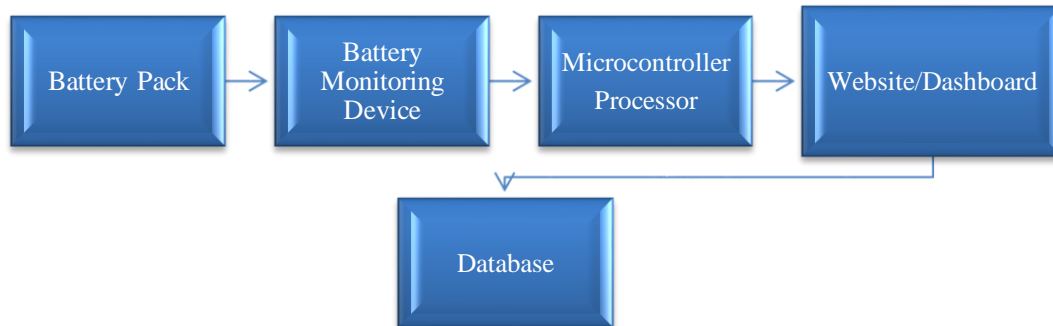 Battery Pack
Battery
Monitoring
Device
Microcontroller
Processor
Website/Dashboard
Database